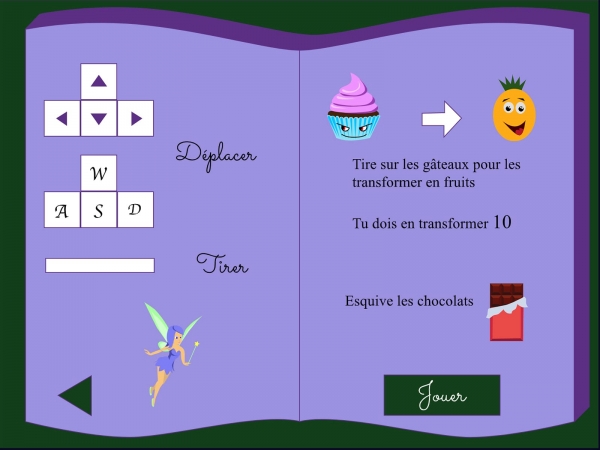 Déplacer
W
A S D
Tirer
Tire sur les gâteaux pour les
transformer en fruits
Tu dois en transformer 10
Esquive les chocolats
Jouer